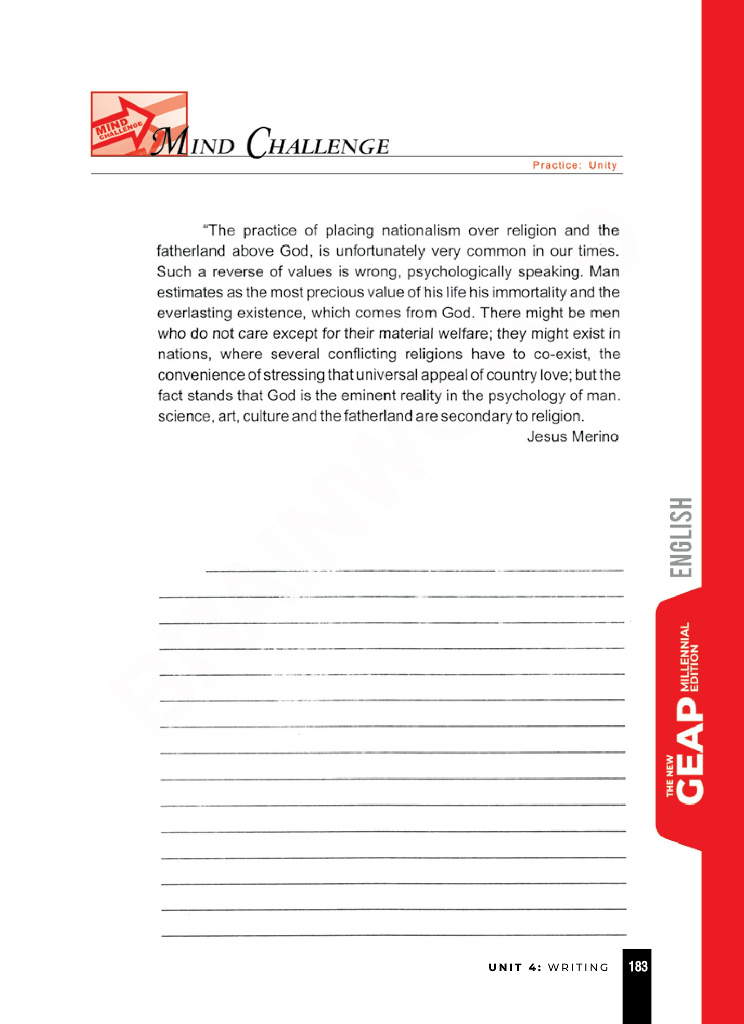 MIND
CHALLENGE
MIND CHALLENGE
Practice: Unity
"The practice of placing nationalism over religion and the
fatherland above God, is unfortunately very common in our times.
Such a reverse of values is wrong, psychologically speaking. Man
estimates as the most precious value of his life his immortality and the
everlasting existence, which comes from God. There might be men
who do not care except for their material welfare; they might exist in
nations, where several conflicting religions have to co-exist, the
convenience of stressing that universal appeal of country love; but the
fact stands that God is the eminent reality in the psychology of man.
science, art, culture and the fatherland are secondary to religion.
Jesus Merino
ENGLISH
THE NEW
GEAP
MILLENNIAL
EDITION
UNIT 4: WRITING
183